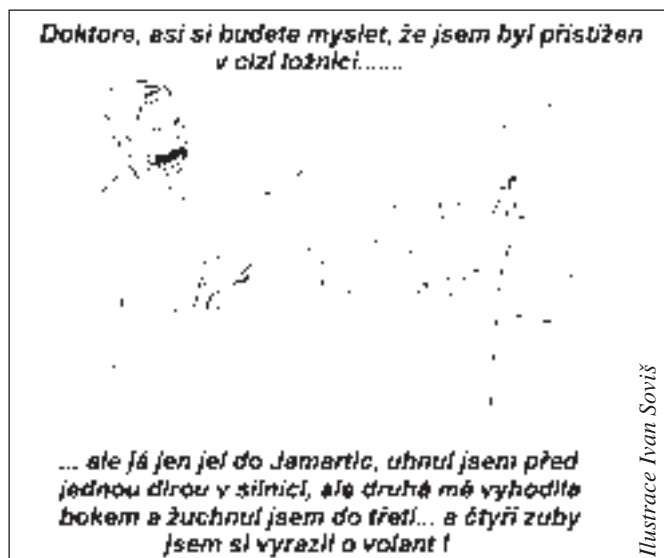 Doktore, asi si budete myslet, že jsem byl přistižen
v cizí ložnici.......
... ale já jen jel do Jamartic, uhnul jsem před
jednou dírou v silnici, ale druhá mě vyhodila
bokem a žuchnul jsem do třetí... a čtyři zuby
jsem si vyrazil o volant !
Ilustrace Ivan Soviš